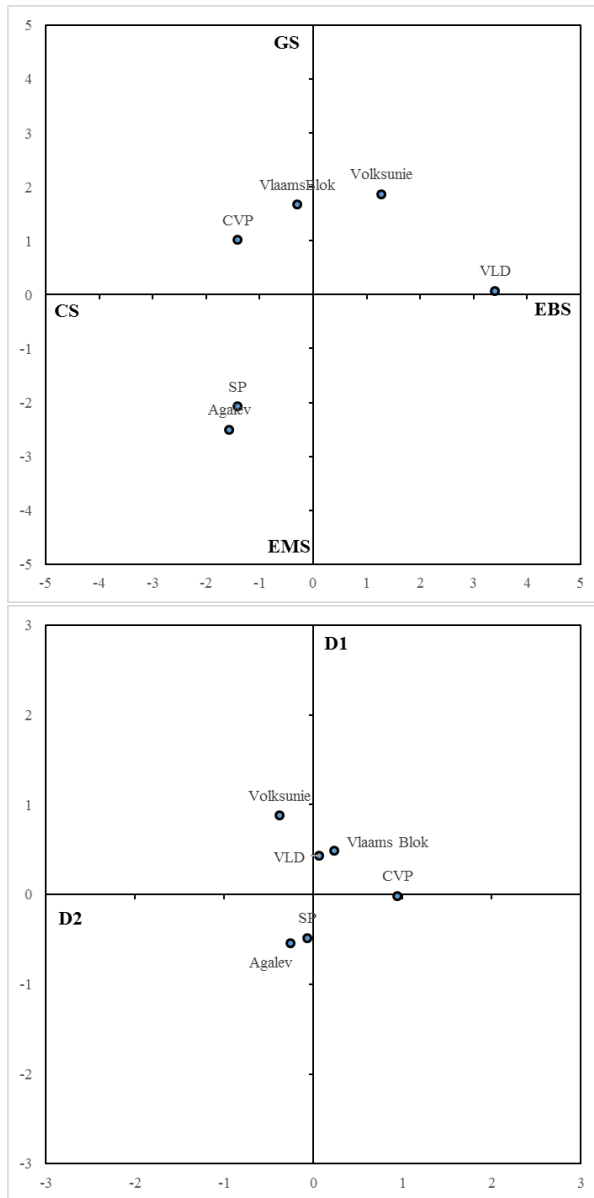 5
GS
4
3
2
Volksunie
VlaamsBlok
CVP
1
VLD
0
CS
EBS
-1
SP
-2
Agalev
-3
-4
EMS
-5
-5 -4 -3 -2 -1 0 1 2 3 4 5
3
D1
2
1
Volksunie
Vlaams Blok
VLD
CVP
0
D2
SP
Agalev
-1
-2
-3
-3 -2 -1 0 1 2 3